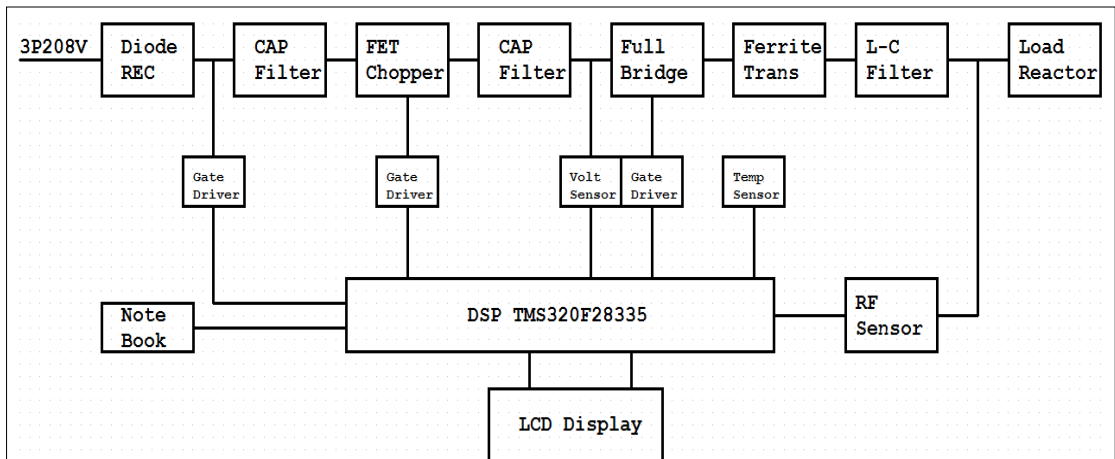 3P208V
Diode
REC
CAP
Filter
FET
Chopper
CAP
Filter
Full
Bridge
Ferrite
Trans
L-C
Filter
Load
Reactor
Gate
Driver
Gate
Driver
Volt
Sensor
Gate
Driver
Temp
Sensor
Note
Book
DSP TMS320F28335
RF
Sensor
LCD Display